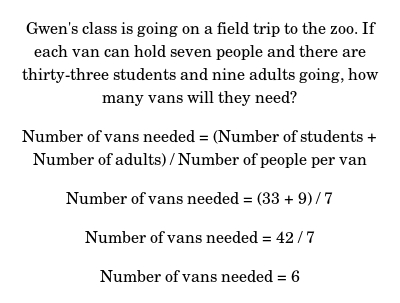 Gwen's class is going on a field trip to the zoo. If
each van can hold seven people and there are
thirty-three students and nine adults going, how
many vans will they need?
Number of vans needed = (Number of students +
Number of adults) / Number of people per van
Number of vans needed = (33 + 9) / 7
Number of vans needed = 42 / 7
Number of vans needed = 6